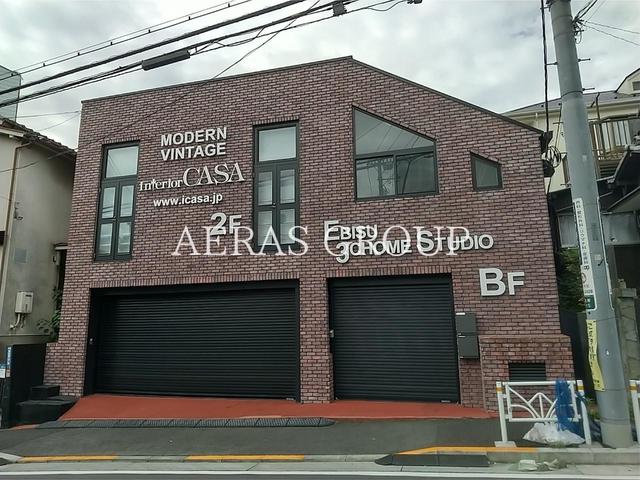 MODERN
VINTAGE
Interior CASA
www.icasa.jp
2F
EBISU STUDIO
3CHOME
BF
AERAS GROUP